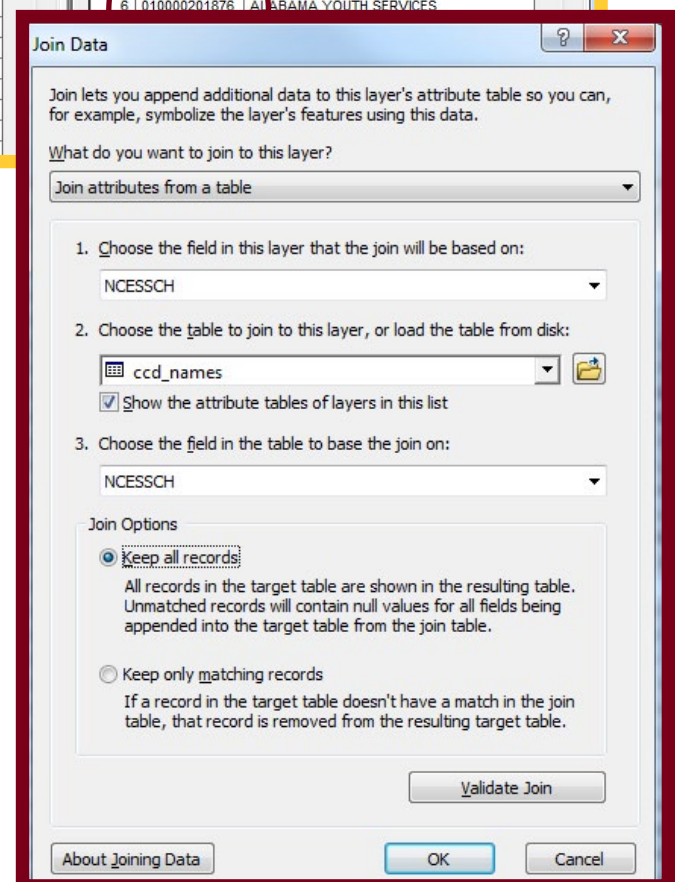 6 010000201876 ALABAMA YOUTH SERVICES
Join Data
Join lets you append additional data to this layer's attribute table so you can,
for example, symbolize the layer's features using this data.
What do you want to join to this layer?
Join attributes from a table
1. Choose the field in this layer that the join will be based on:
NCESSCH
2. Choose the table to join to this layer, or load the table from disk:
ccd_names
Show the attribute tables of layers in this list
3. Choose the field in the table to base the join on:
NCESSCH
Join Options
Keep all records
All records in the target table are shown in the resulting table.
Unmatched records will contain null values for all fields being
appended into the target table from the join table.
Keep only matching records
If a record in the target table doesn't have a match in the join
table, that record is removed from the resulting target table.
Validate Join
About Joining Data
OK
Cancel